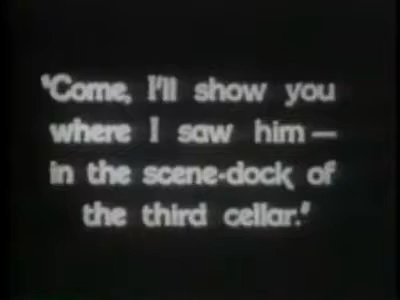 "Come, I'll show you
where I saw him —
in the scene-dock of
the third cellar."